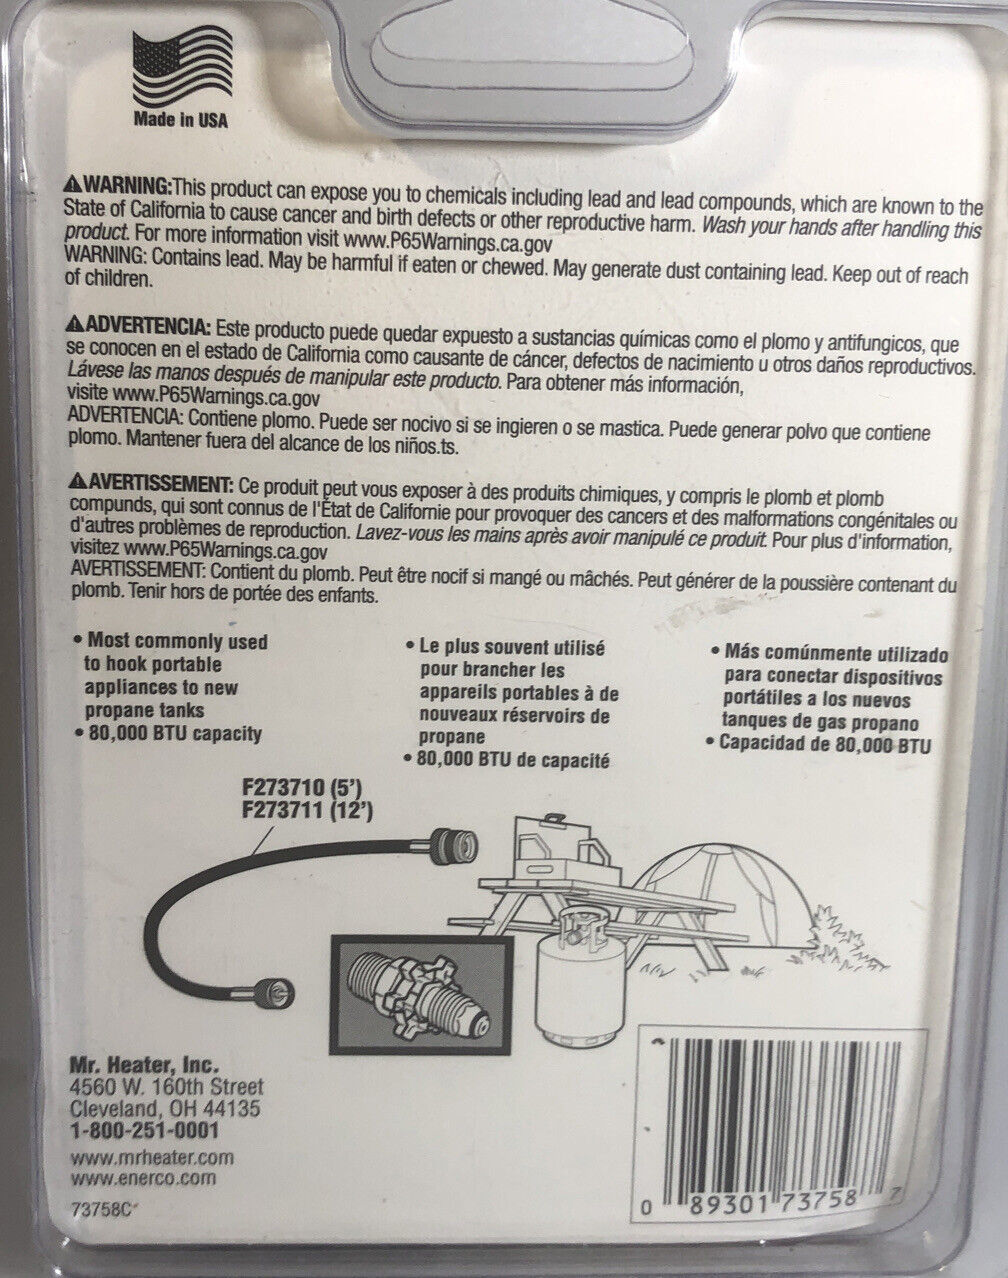 Made in USA
⚠WARNING:This product can expose you to chemicals including lead and lead compounds, which are known to the
State of California to cause cancer and birth defects or other reproductive harm. Wash your hands after handling this
product. For more information visit www.P65Warnings.ca.gov
WARNING: Contains lead. May be harmful if eaten or chewed. May generate dust containing lead. Keep out of reach
of children.
⚠ADVERTENCIA: Este producto puede quedar expuesto a sustancias químicas como el plomo y antifungicos, que
se conocen en el estado de California como causante de cáncer, defectos de nacimiento u otros daños reproductivos.
Lávese las manos después de manipular este producto. Para obtener más información,
visite www.P65Warnings.ca.gov
ADVERTENCIA: Contiene plomo. Puede ser nocivo si se ingieren o se mastica. Puede generar polvo que contiene
plomo. Mantener fuera del alcance de los niños.ts.
⚠AVERTISSEMENT: Ce produit peut vous exposer à des produits chimiques, y compris le plomb et plomb
compunds, qui sont connus de l'État de Californie pour provoquer des cancers et des malformations congénitales ou
d'autres problèmes de reproduction. Lavez-vous les mains après avoir manipulé ce produit. Pour plus d'information,
visitez www.P65Warnings.ca.gov
AVERTISSEMENT: Contient du plomb. Peut être nocif si mangé ou mâchés. Peut générer de la poussière contenant du
plomb. Tenir hors de portée des enfants.
• Most commonly used
to hook portable
appliances to new
propane tanks
• 80,000 BTU capacity
• Le plus souvent utilisé
pour brancher les
appareils portables à de
nouveaux réservoirs de
propane
• 80,000 BTU de capacité
• Más comúnmente utilizado
para conectar dispositivos
portátiles a los nuevos
tanques de gas propano
• Capacidad de 80,000 BTU
F273710 (5')
F273711 (12')
Mr. Heater, Inc.
4560 W. 160th Street
Cleveland, OH 44135
1-800-251-0001
www.mrheater.com
www.enerco.com
73758C
0 89301 73758 7